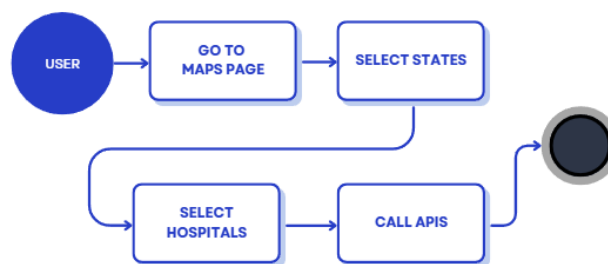 USER
GO TO
MAPS PAGE
SELECT STATES
SELECT
HOSPITALS
CALL APIS